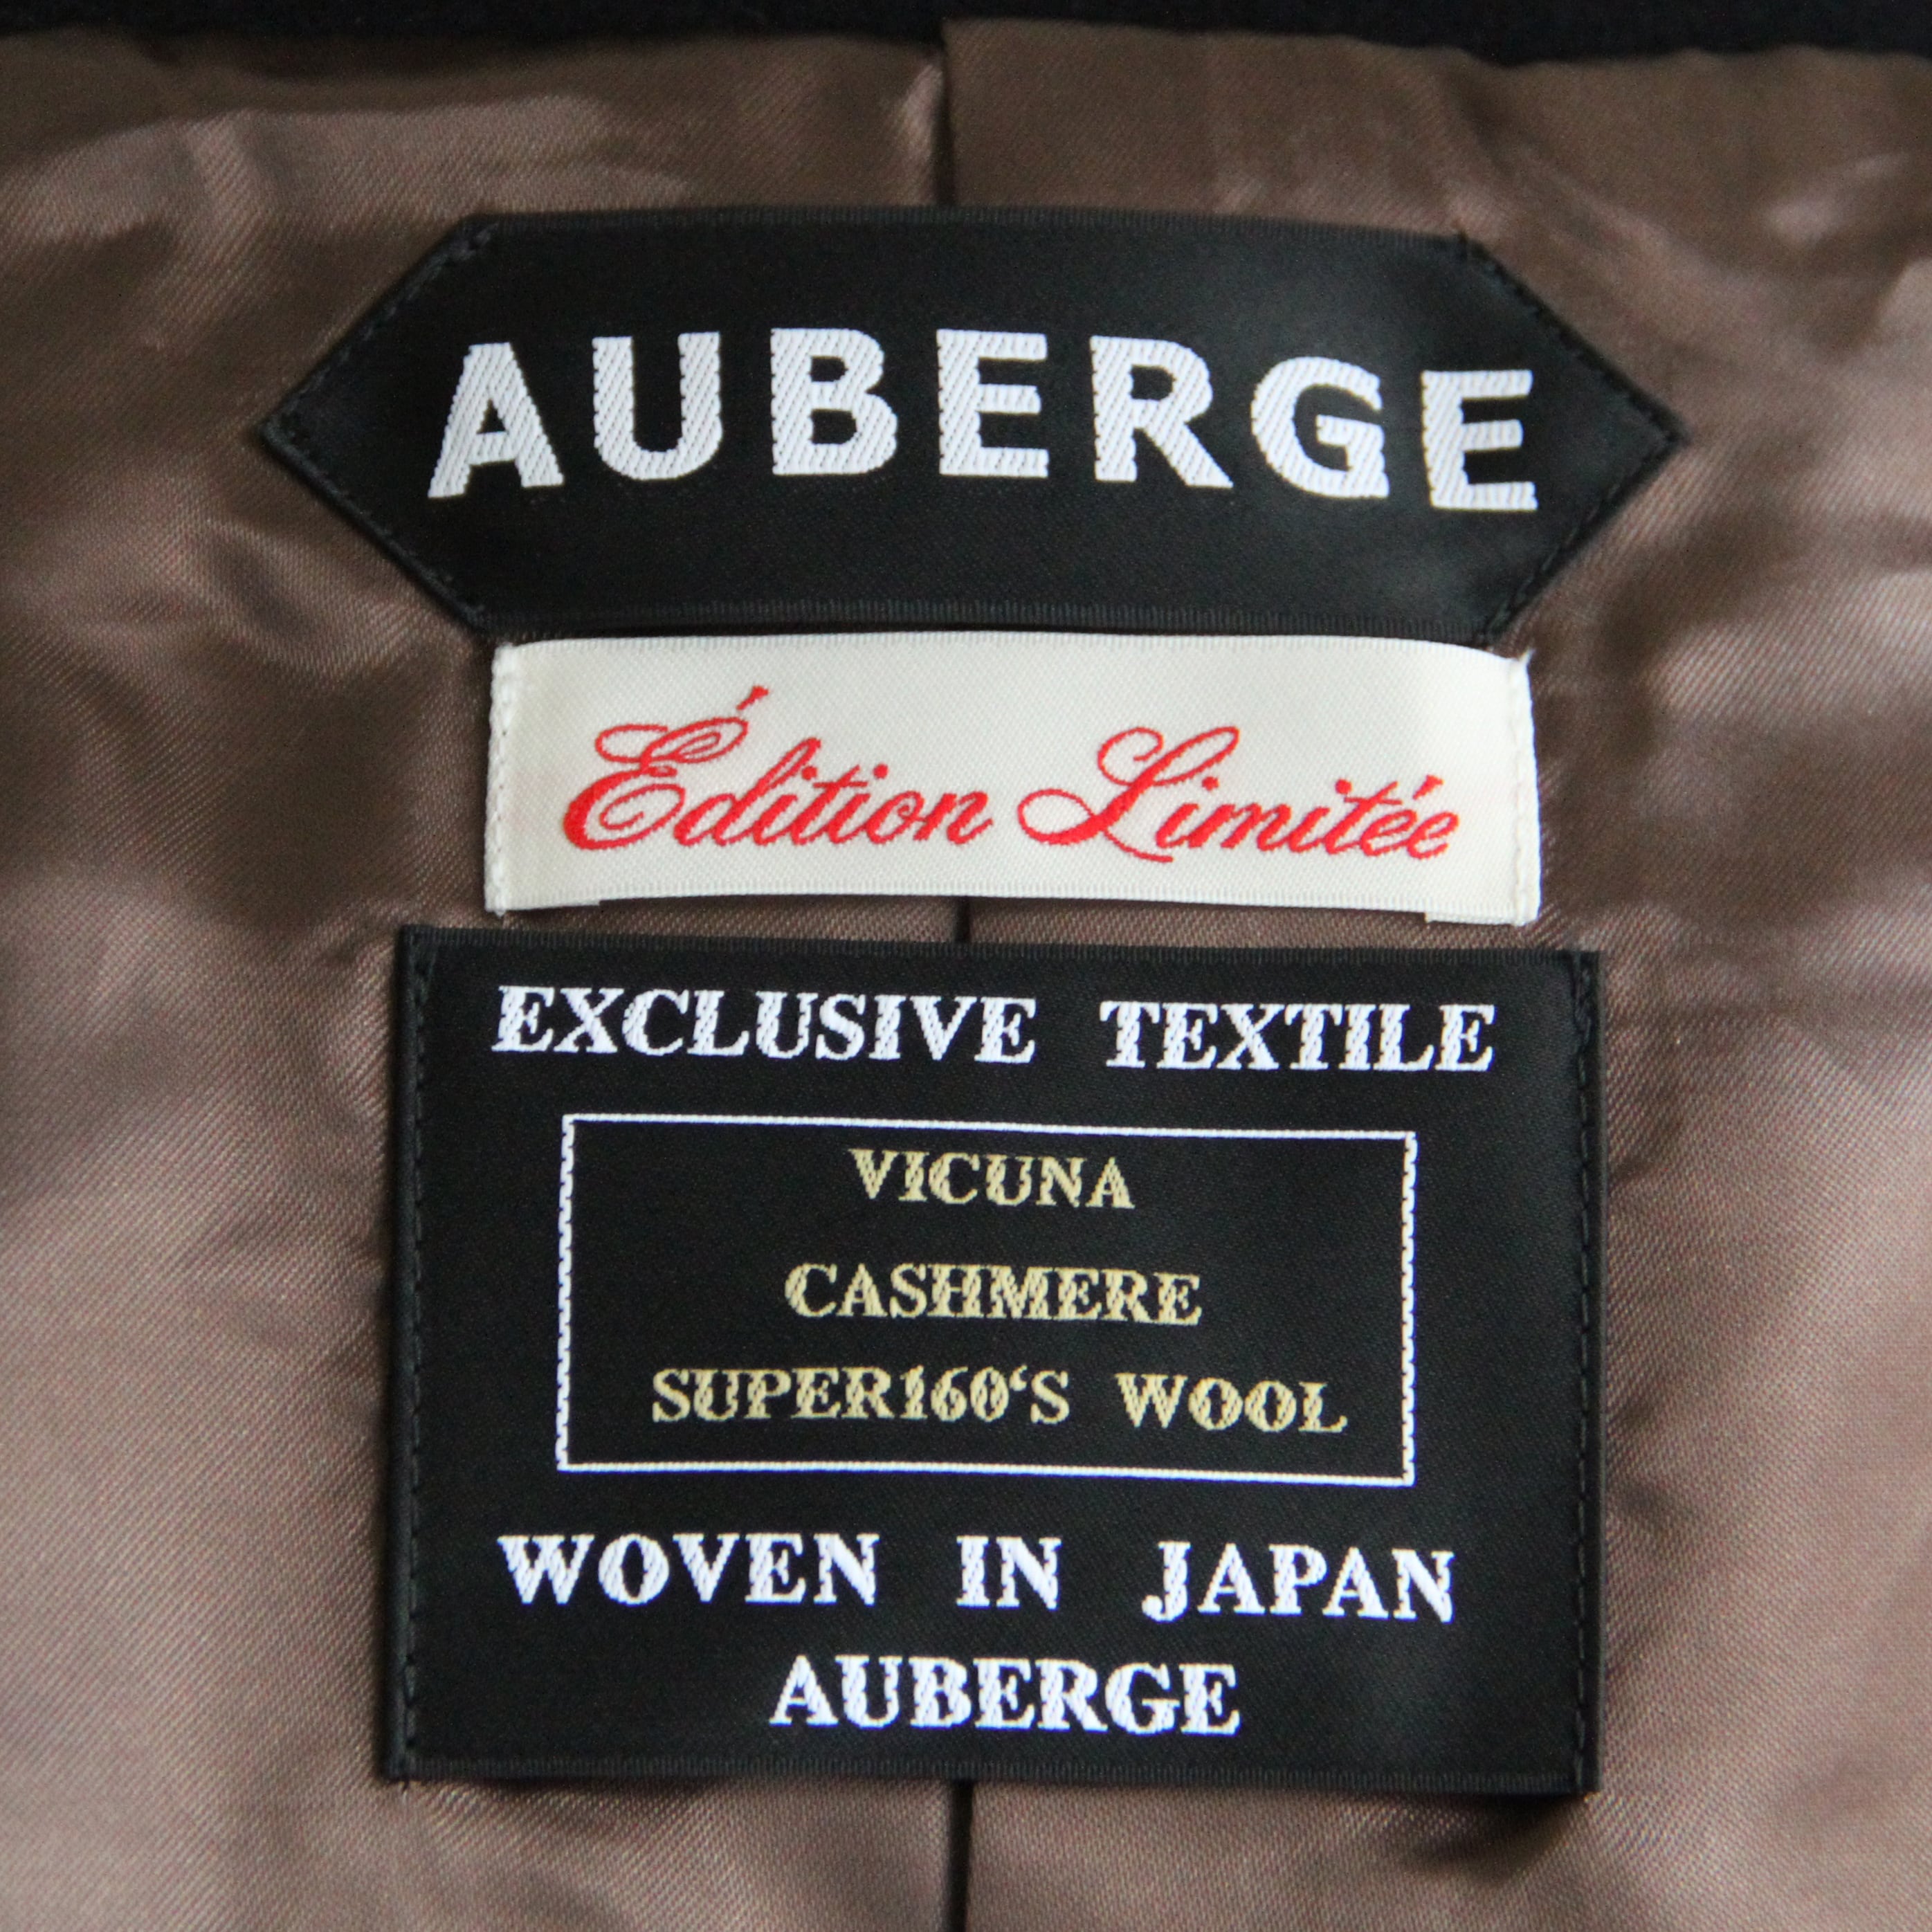 AUBERGE
Édition Limitée
EXCLUSIVE TEXTILE
VICUNA
CASHMERE
SUPER160‘S WOOL
WOVEN IN JAPAN
AUBERGE